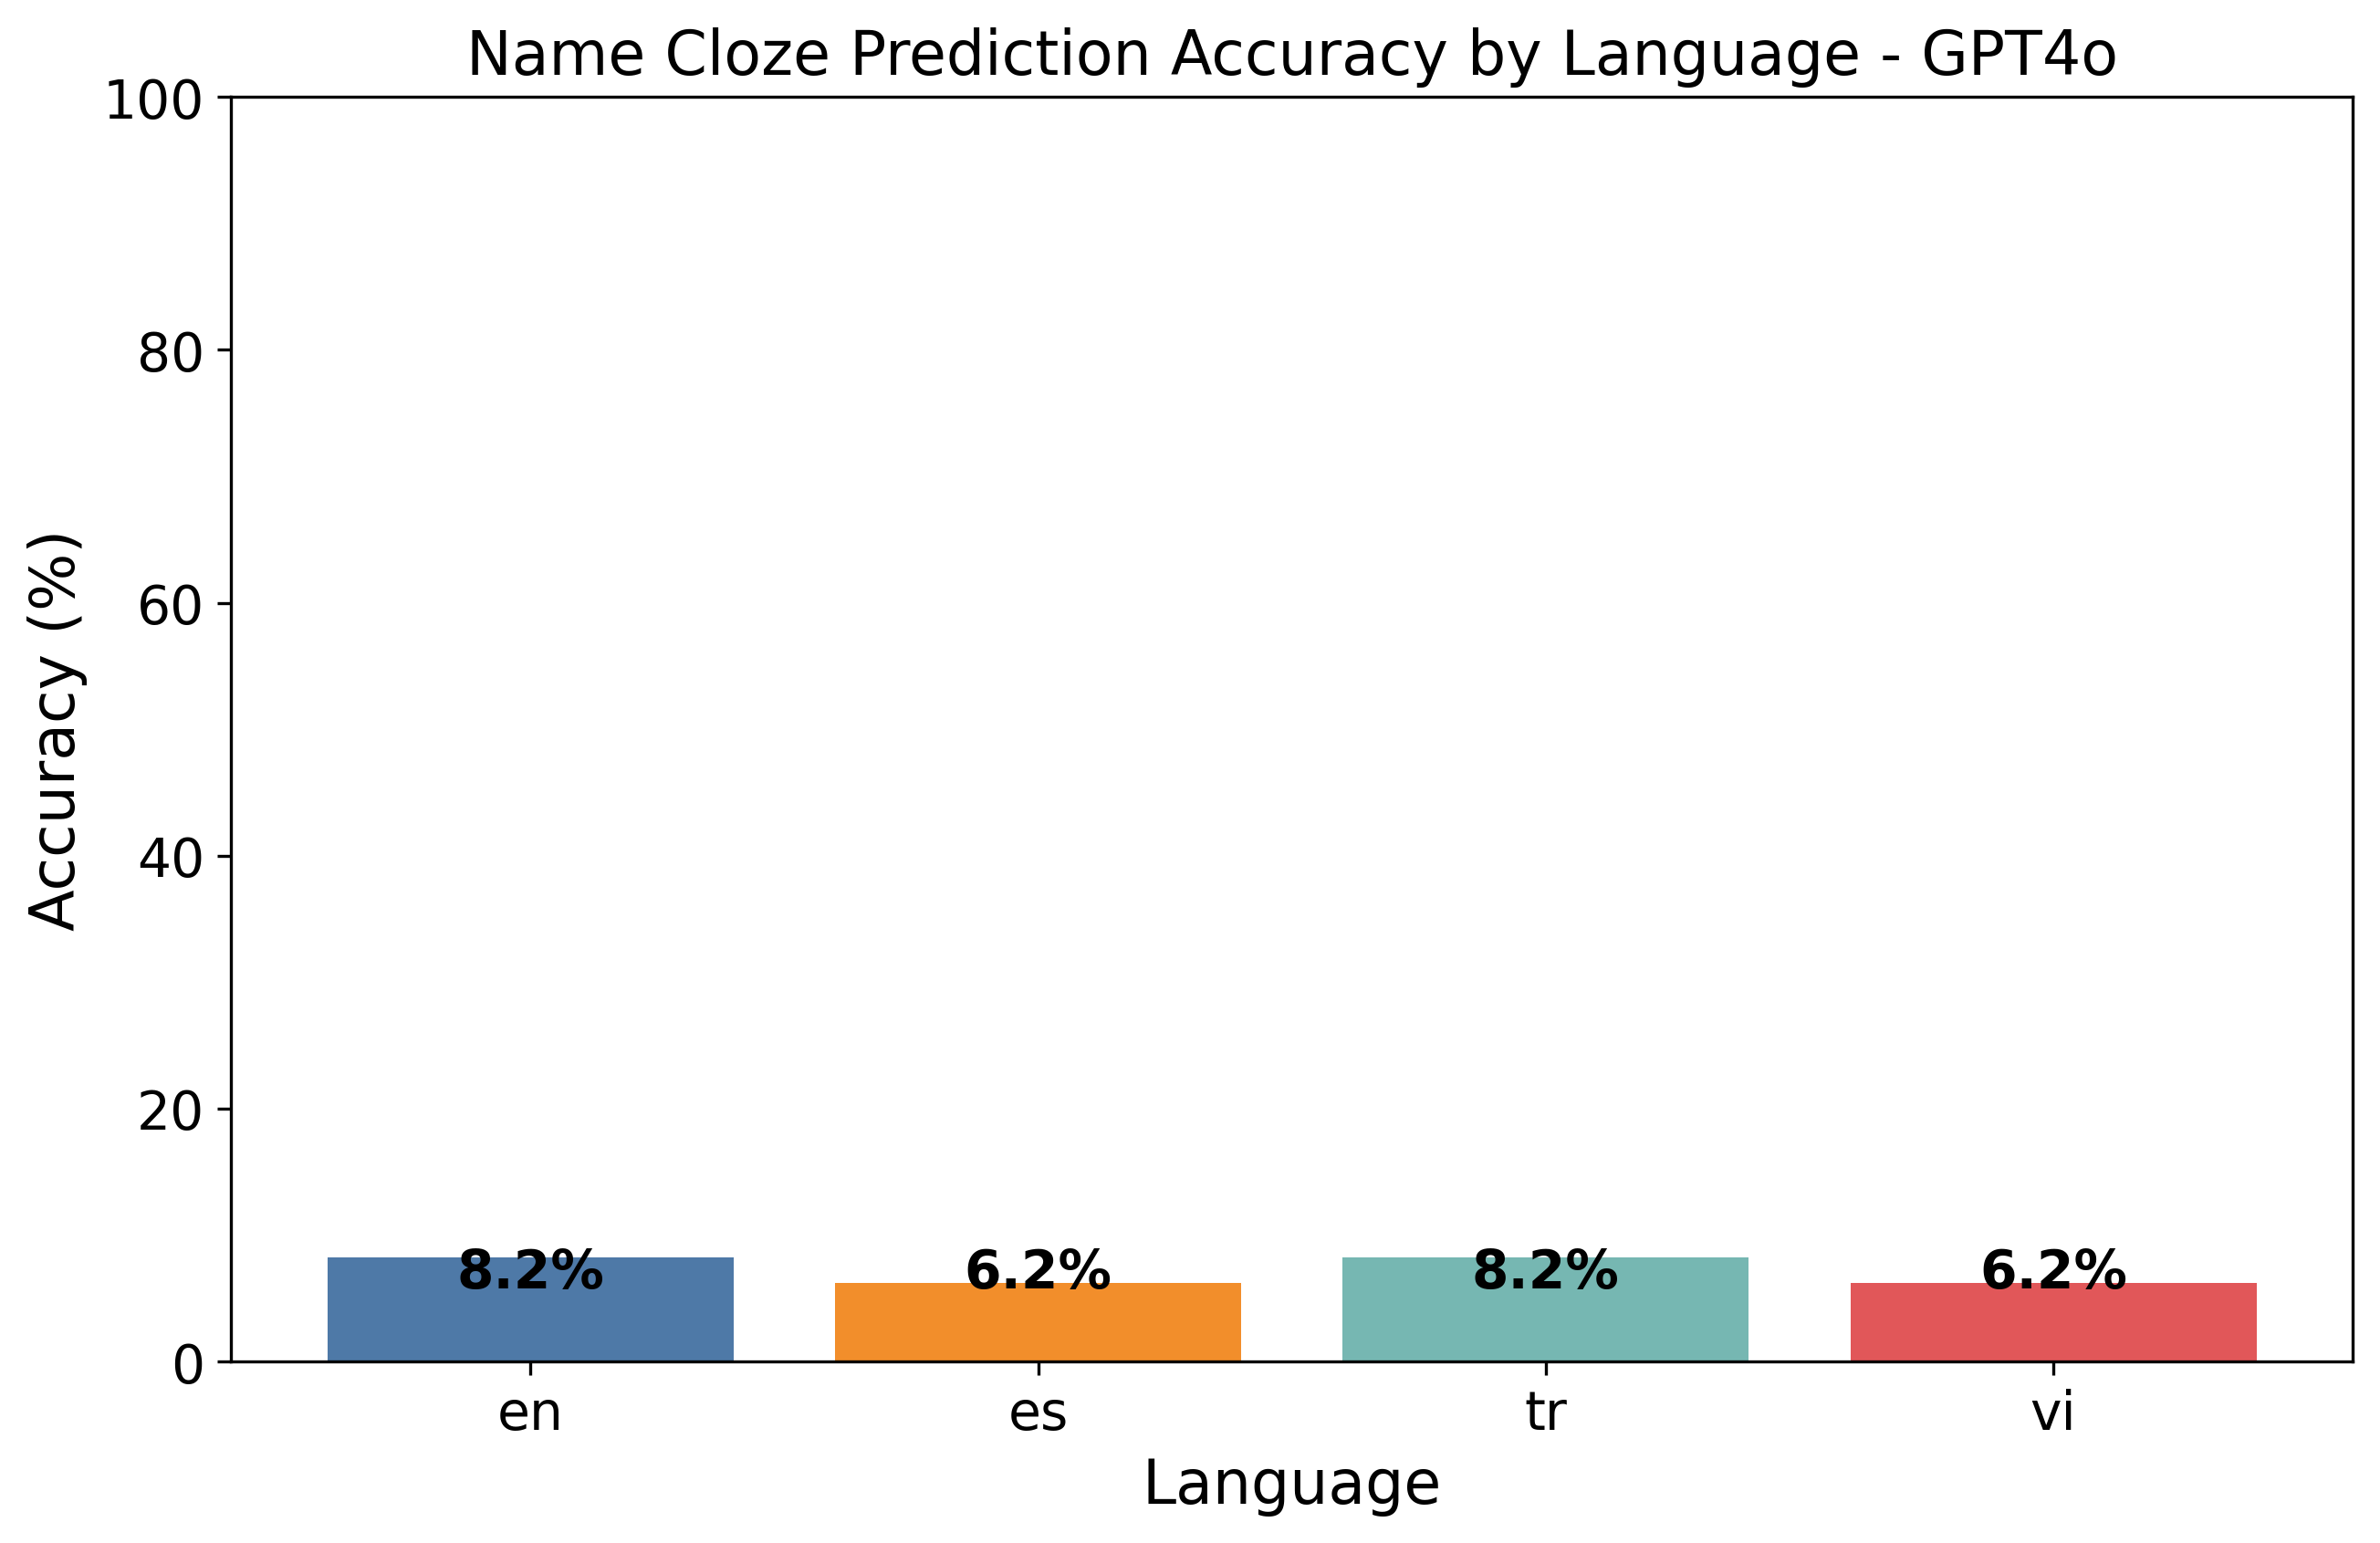 Name Cloze Prediction Accuracy by Language - GPT4o
Accuracy (%)
100
80
60
40
20
0
8.2%
6.2%
8.2%
6.2%
en
es
tr
vi
Language